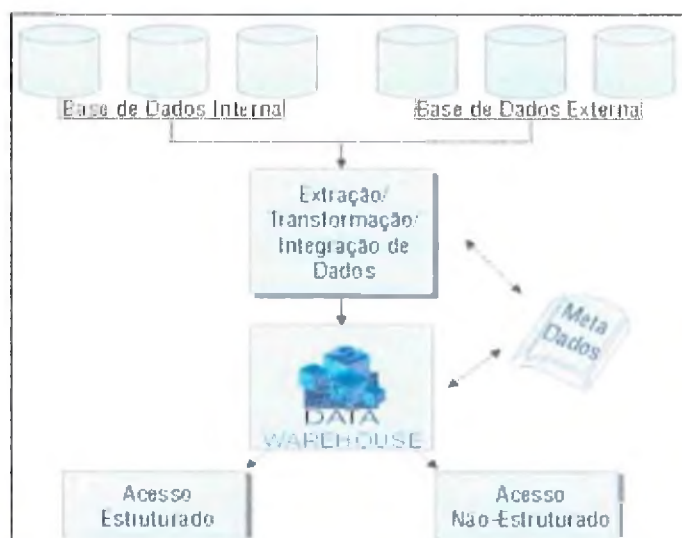 Base de Dados Interna
Base de Dados Externa
Extração/
Transformação/
Integração de
Dados
Meta
Dados
DATA
WAREHOUSE
Acesso
Estruturado
Acesso
Não-Estruturado